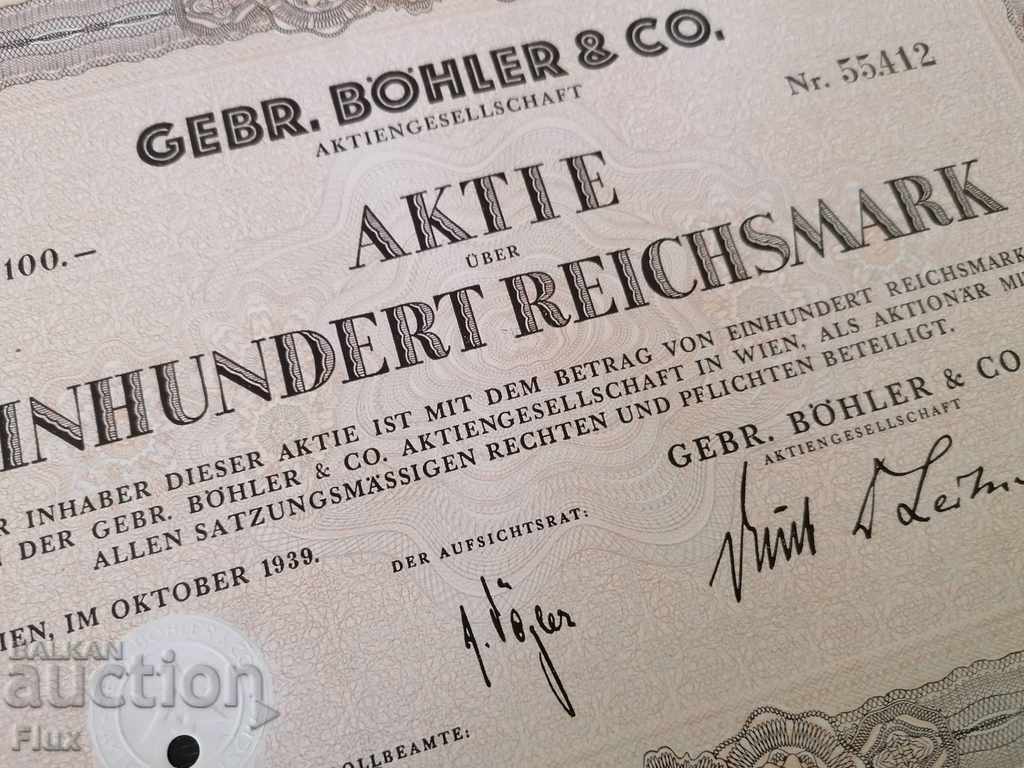 GEBR. BÖHLER & CO.
AKTIENGESELLSCHAFT
Nr. 55412
100.–
AKTIE
ÜBER
INHUNDERT REICHSMARK
R INHABER DIESER AKTIE IST MIT DEM BETRAG VON EINHUNDERT REICHSMARK
DER GEBR. BÖHLER & CO. AKTIENGESELLSCHAFT IN WIEN, ALS AKTIONÄR MI
ALLEN SATZUNGSMÄSSIGEN RECHTEN UND PFLICHTEN BETEILIGT.
IEN, IM OKTOBER 1939.
GEBR. BÖHLER & CO
AKTIENGESELLSCHAFT
DER AUFSICHTSRAT:
OLLBEAMTE:
BALKAN
auction
Flux